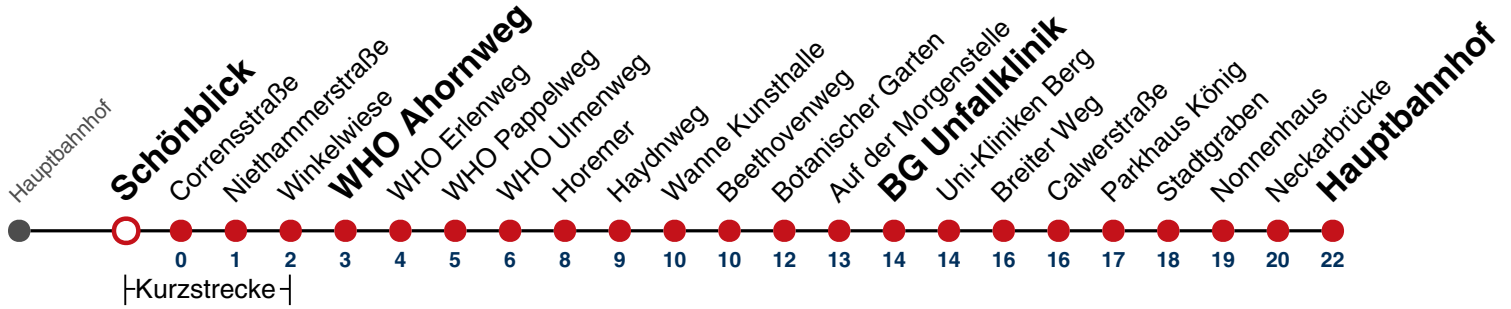 Hauptbahnhof
Schönblick
Corrensstraße
Niethammerstraße
Winkelwiese
WHO Ahornweg
WHO Erlenweg
WHO Pappelweg
WHO Ulmenweg
Horemer
Haydnweg
Wanne Kunsthalle
Beethovenweg
Botanischer Garten
Auf der Morgenstelle
BG Unfallklinik
Uni-Kliniken Berg
Breiter Weg
Calwerstraße
Parkhaus König
Stadtgraben
Nonnenhaus
Neckarbrücke
Hauptbahnhof
0 1 2 3 4 5 6 8 9 10 10 12 13 14 14 16 16 17 18 19 20 22
Kurzstrecke